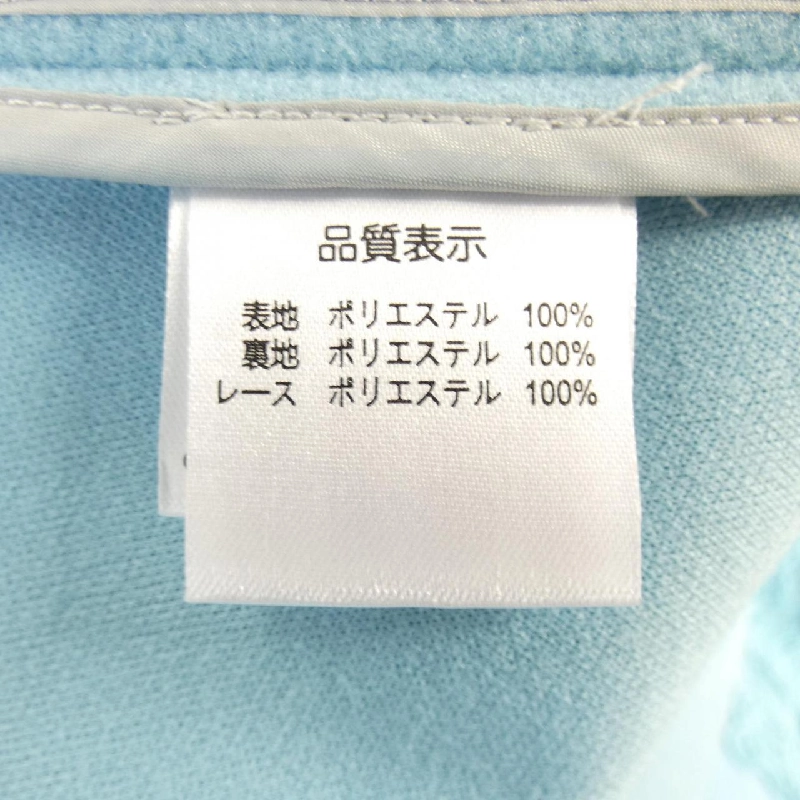 品質表示
表地 ポリエステル 100%
裏地 ポリエステル 100%
レース ポリエステル 100%